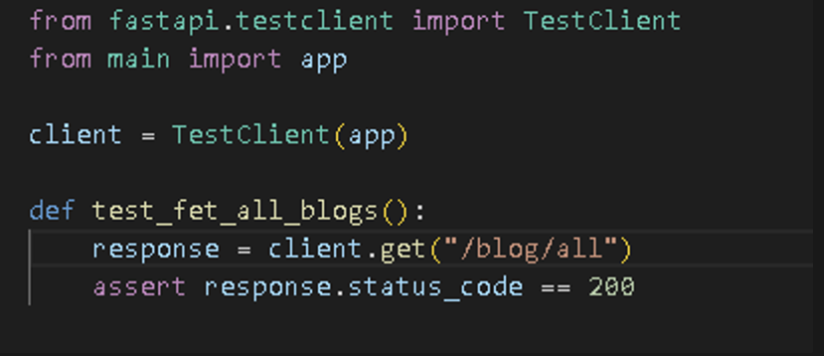 from fastapi.testclient import TestClient
from main import app
client = TestClient(app)
def test_fet_all_blogs():
response = client.get("/blog/all")
assert response.status_code == 200